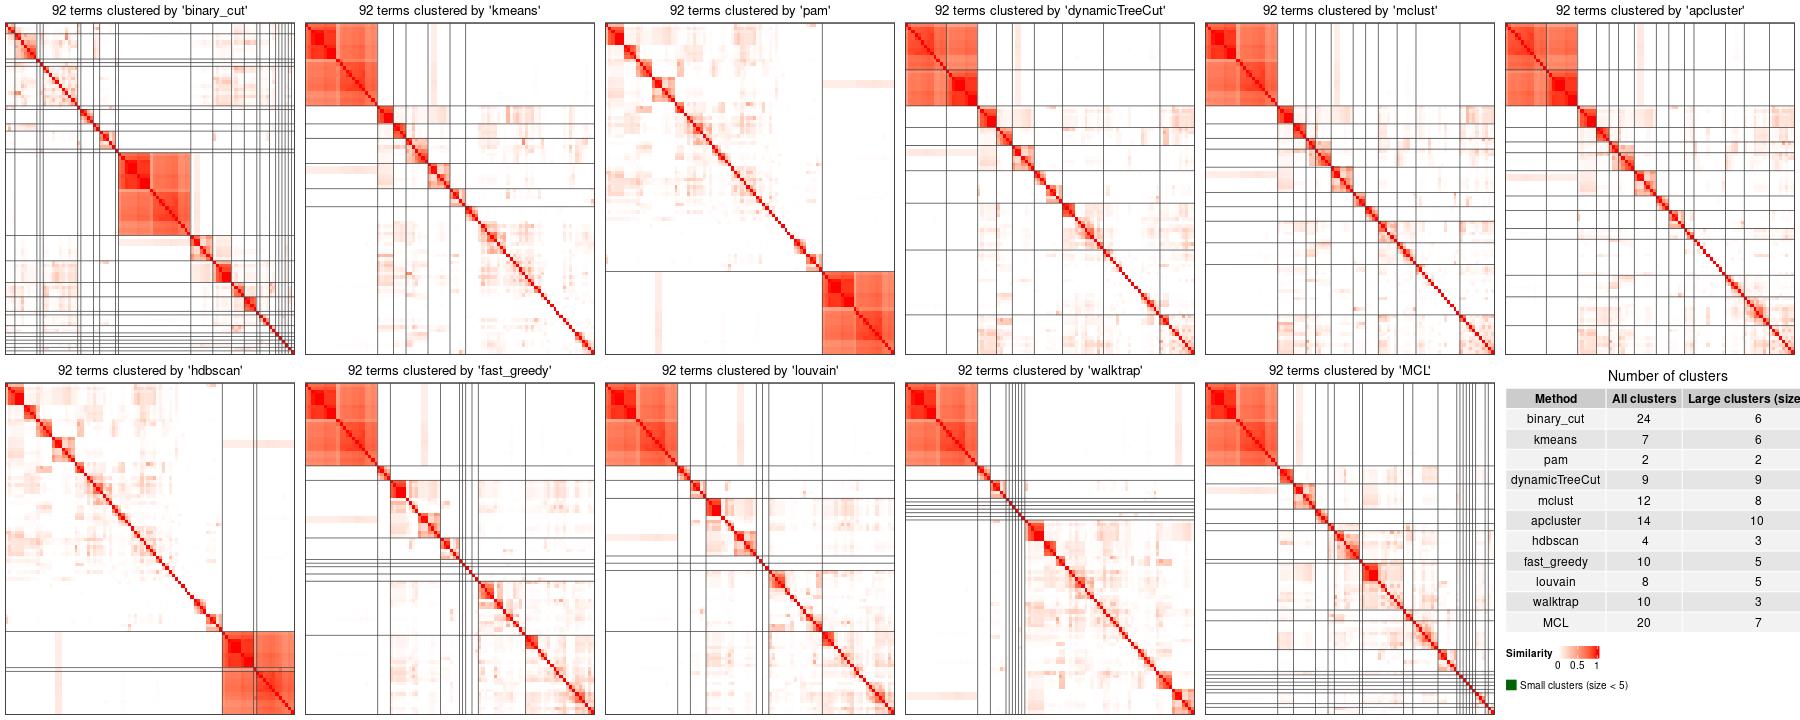 92 terms clustered by 'binary_cut'
92 terms clustered by 'kmeans'
92 terms clustered by 'pam'
92 terms clustered by 'dynamicTreeCut'
92 terms clustered by 'mclust'
92 terms clustered by 'apcluster'
92 terms clustered by 'hdbscan'
92 terms clustered by 'fast_greedy'
92 terms clustered by 'louvain'
92 terms clustered by 'walktrap'
92 terms clustered by 'MCL'
Number of clusters
Method All clusters Large clusters (size
binary_cut 24 6
kmeans 7 6
pam 2 2
dynamicTreeCut 9 9
mclust 12 8
apcluster 14 10
hdbscan 4 3
fast_greedy 10 5
louvain 8 5
walktrap 10 3
MCL 20 7
Similarity
0 0.5 1
Small clusters (size < 5)